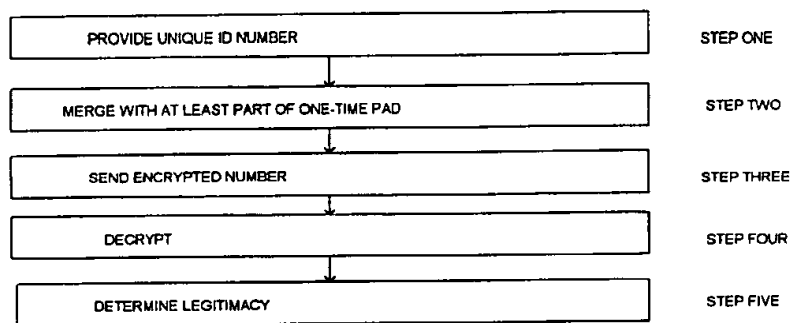 PROVIDE UNIQUE ID NUMBER STEP ONE
MERGE WITH AT LEAST PART OF ONE-TIME PAD STEP TWO
SEND ENCRYPTED NUMBER STEP THREE
DECRYPT STEP FOUR
DETERMINE LEGITIMACY STEP FIVE